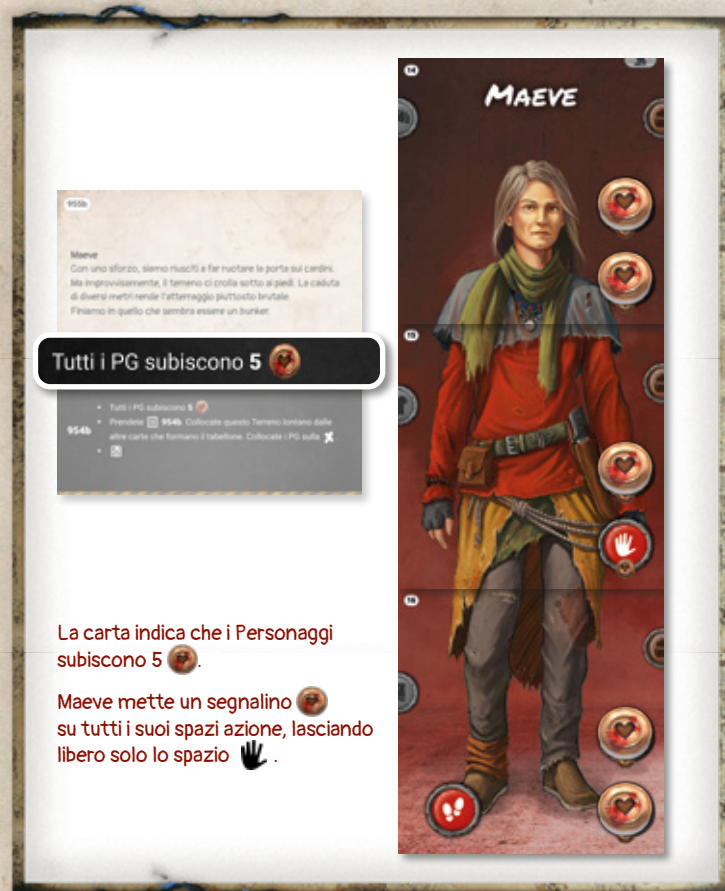 14
MAEVE
955b
Maeve
Con uno sforzo, siamo riusciti a far ruotare la porta sui cardini.
Ma improvvisamente, il terreno ci crolla sotto ai piedi. La caduta
di diversi metri rende l'atterraggio piuttosto brutale.
Finiamo in quello che sembra essere un bunker.
Tutti i PG subiscono 5
15
• Tutti i PG subiscono 5
954b • Prendete 954b. Collocate questo Terreno lontano dalle
altre carte che formano il tabellone. Collocate i PG sulla .
•
16
La carta indica che i Personaggi
subiscono 5 .
Maeve mette un segnalino
su tutti i suoi spazi azione, lasciando
libero solo lo spazio .